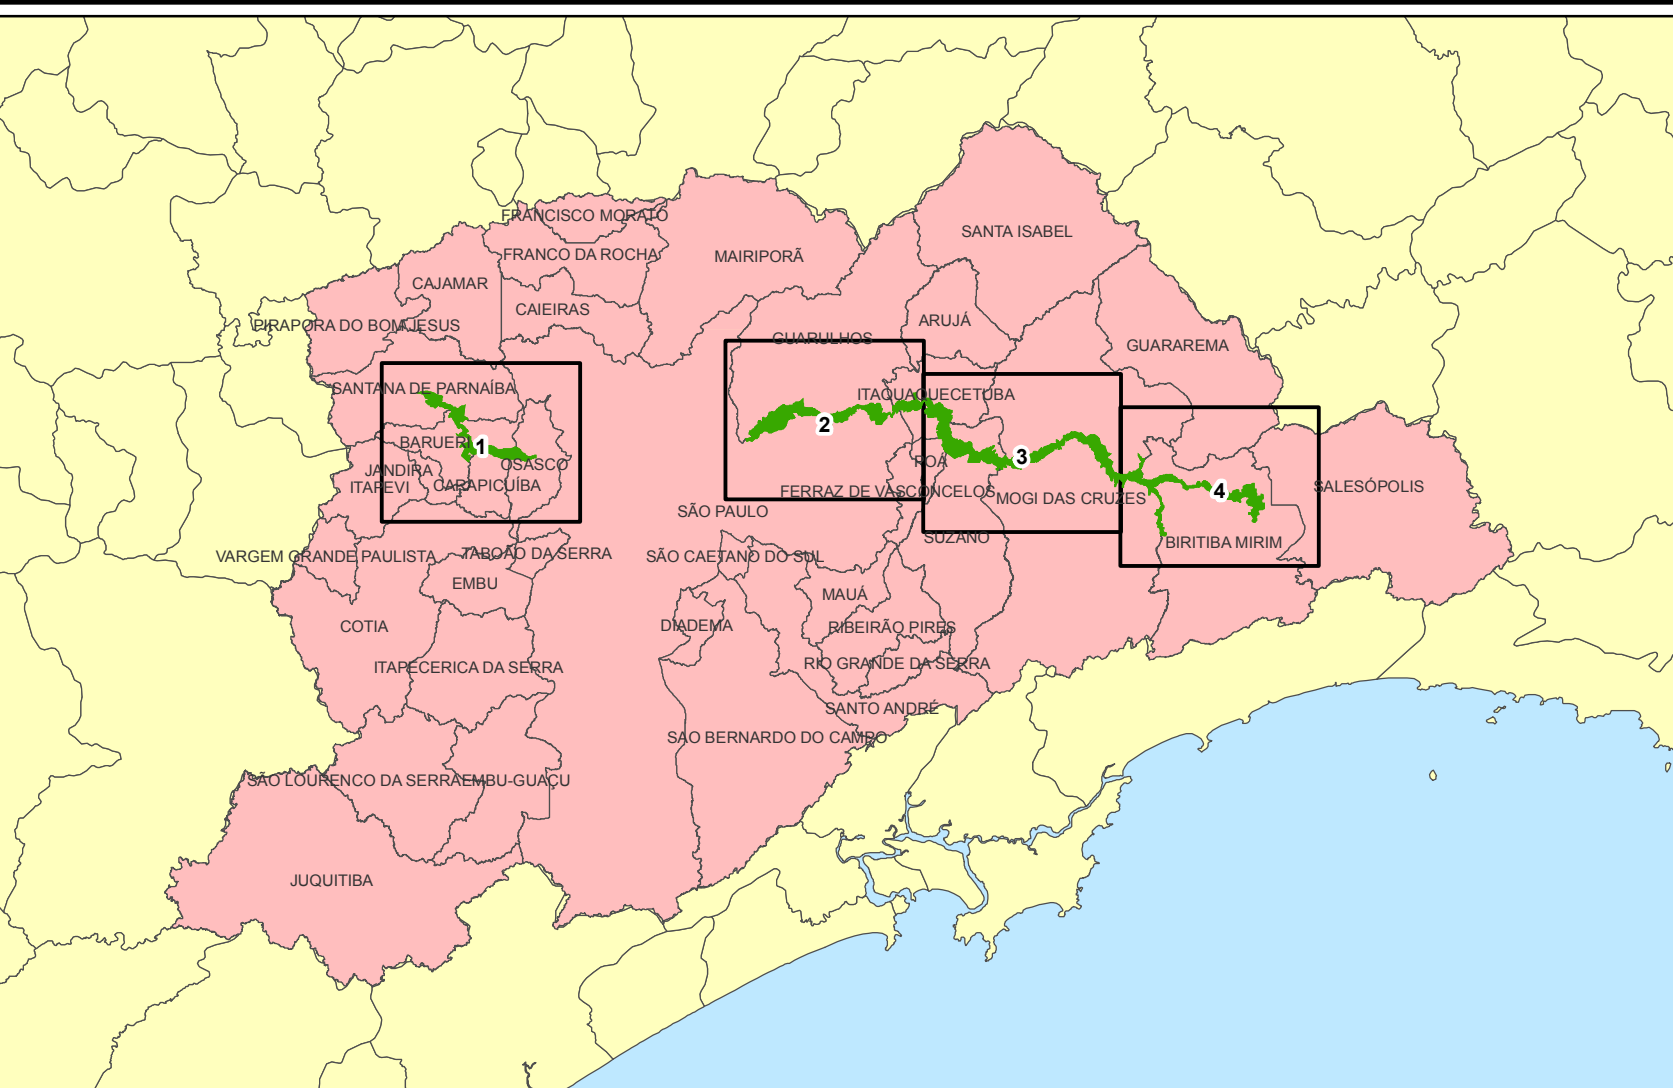 FRANCISCO MORATO
SANTA ISABEL
FRANCO DA ROCHA
MAIRIPORÃ
CAJAMAR
CAIEIRAS
ARUJÁ
PIRAPORA DO BOM JESUS
GUARULHOS
GUARAREMA
SANTANA DE PARNAÍBA
ITAQUAQUECETUBA
2
BARUERI
1
3
POÁ
OSASCO
JANDIRA
ITAPEVI
CARAPICUÍBA
FERRAZ DE VASCONCELOS
MOGI DAS CRUZES
4
SALESÓPOLIS
SÃO PAULO
SUZANO
BIRITIBA MIRIM
VARGEM GRANDE PAULISTA
TABOÃO DA SERRA
SÃO CAETANO DO SUL
EMBU
MAUÁ
COTIA
DIADEMA
RIBEIRÃO PIRES
ITAPECERICA DA SERRA
RIO GRANDE DA SERRA
SANTO ANDRÉ
SAO BERNARDO DO CAMPO
SÃO LOURENCO DA SERRA
EMBU-GUAÇU
JUQUITIBA